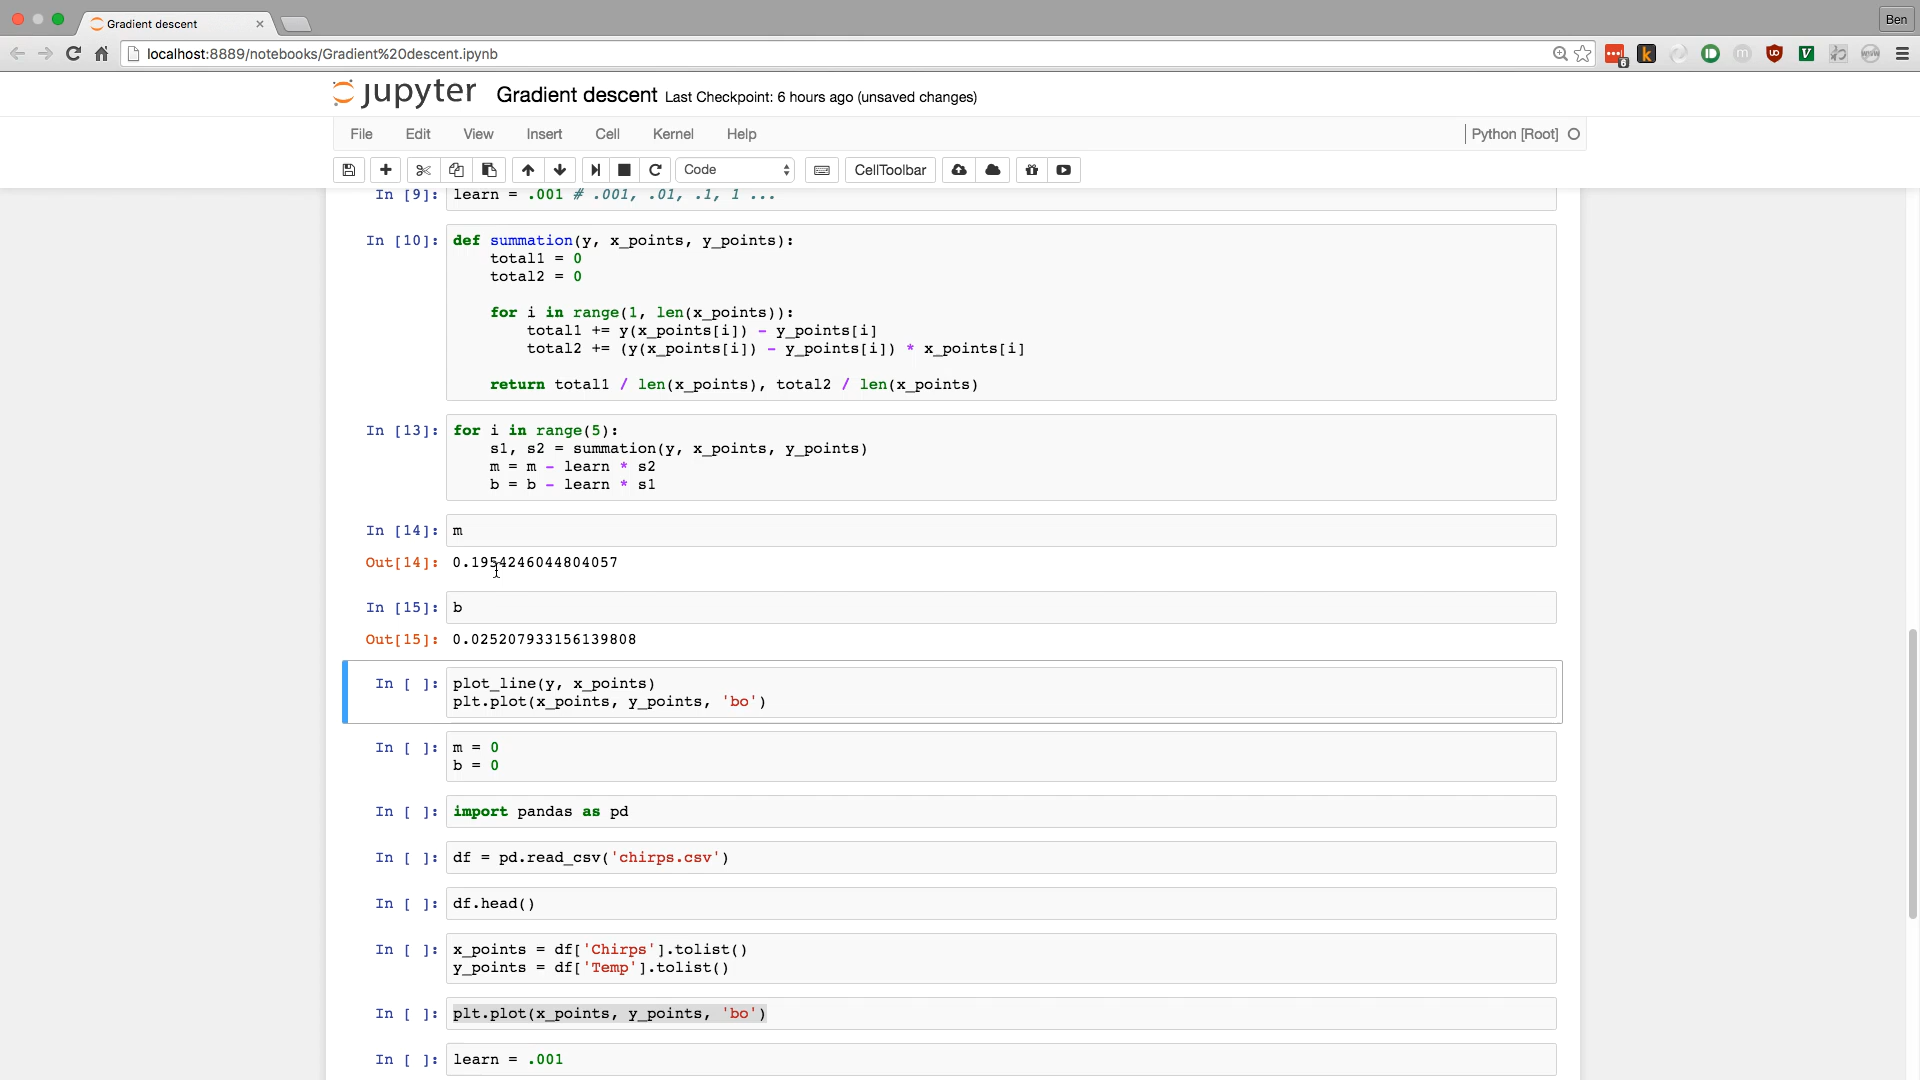 Gradient descent
Ben
localhost:8889/notebooks/Gradient%20descent.ipynb
jupyter Gradient descent Last Checkpoint: 6 hours ago (unsaved changes)
File Edit View Insert Cell Kernel Help Python [Root]
Code CellToolbar
In [9]: learn = .001 # .001, .01, .1, 1 ...
In [10]: def summation(y, x_points, y_points):
total1 = 0
total2 = 0
for i in range(1, len(x_points)):
total1 += y(x_points[i]) - y_points[i]
total2 += (y(x_points[i]) - y_points[i]) * x_points[i]
return total1 / len(x_points), total2 / len(x_points)
In [13]: for i in range(5):
s1, s2 = summation(y, x_points, y_points)
m = m - learn * s2
b = b - learn * s1
In [14]: m
Out[14]: 0.1954246044804057
In [15]: b
Out[15]: 0.025207933156139808
In [ ]: plot_line(y, x_points)
plt.plot(x_points, y_points, 'bo')
In [ ]: m = 0
b = 0
In [ ]: import pandas as pd
In [ ]: df = pd.read_csv('chirps.csv')
In [ ]: df.head()
In [ ]: x_points = df['Chirps'].tolist()
y_points = df['Temp'].tolist()
In [ ]: plt.plot(x_points, y_points, 'bo')
In [ ]: learn = .001